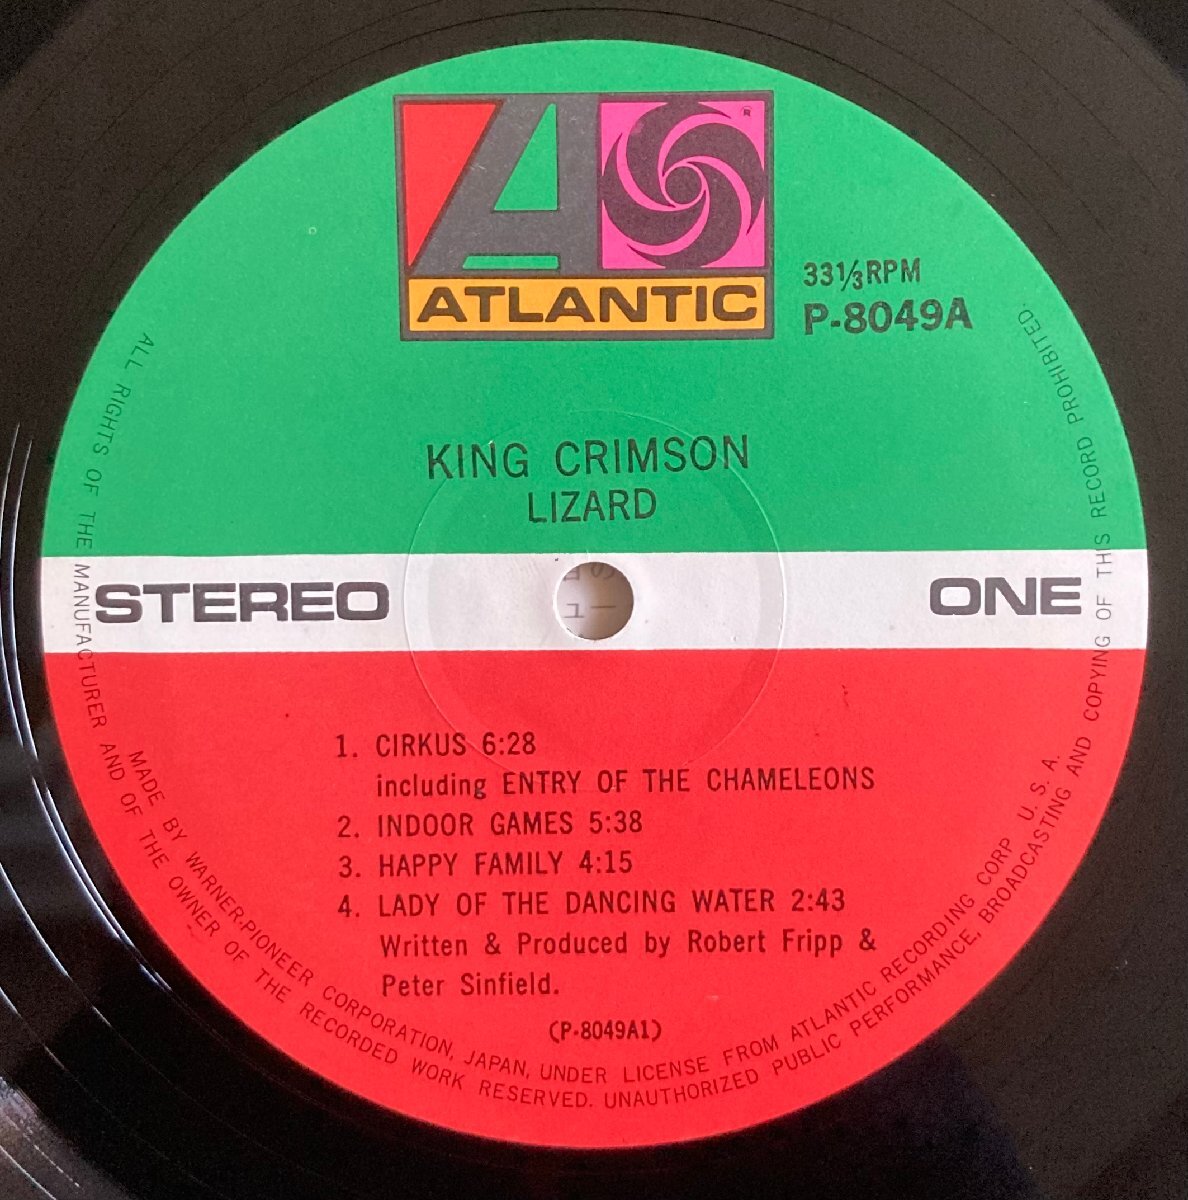 A
®
ATLANTIC
33⅓RPM
P-8049A
KING CRIMSON
LIZARD
STEREO
ONE
の
ュー
1. CIRKUS 6:28
including ENTRY OF THE CHAMELEONS
2. INDOOR GAMES 5:38
3. HAPPY FAMILY 4:15
4. LADY OF THE DANCING WATER 2:43
Written & Produced by Robert Fripp &
Peter Sinfield.
(P-8049A1)
MADE BY WARNER-PIONEER CORPORATION, JAPAN, UNDER LICENSE FROM ATLANTIC RECORDING CORP U. S. A.
ALL RIGHTS OF THE MANUFACTURER AND OF THE OWNER OF THE RECORDED WORK RESERVED. UNAUTHORIZED PUBLIC PERFORMANCE, BROADCASTING AND COPYING OF THIS RECORD PROHIBITED.